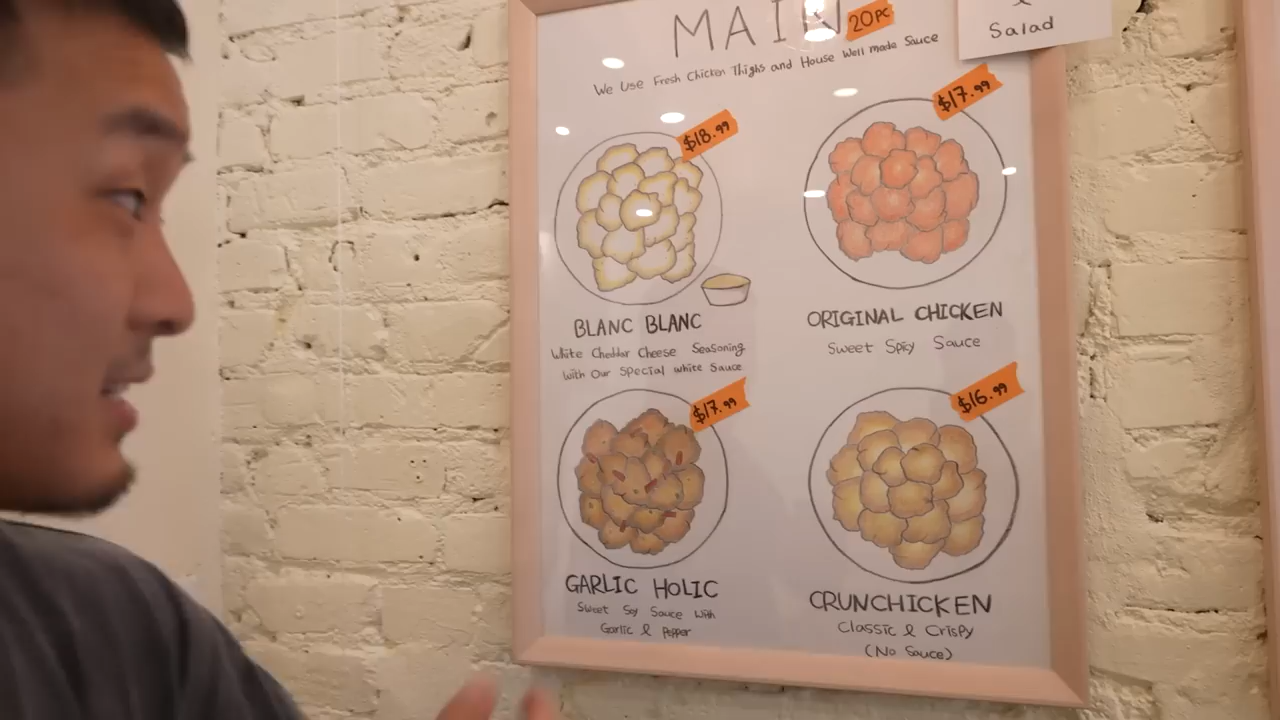 MAIN
20PC
We Use Fresh Chicken Thighs and House Well made Sauce
&
Salad
$18.99
BLANC BLANC
White Cheddar Cheese Seasoning
With Our Special white Sauce
$17.99
ORIGINAL CHICKEN
Sweet Spicy Sauce
$17.99
GARLIC HOLIC
Sweet Soy Sauce With
Garlic & Pepper
$16.99
CRUNCHICKEN
Classic & Crispy
(No Sauce)